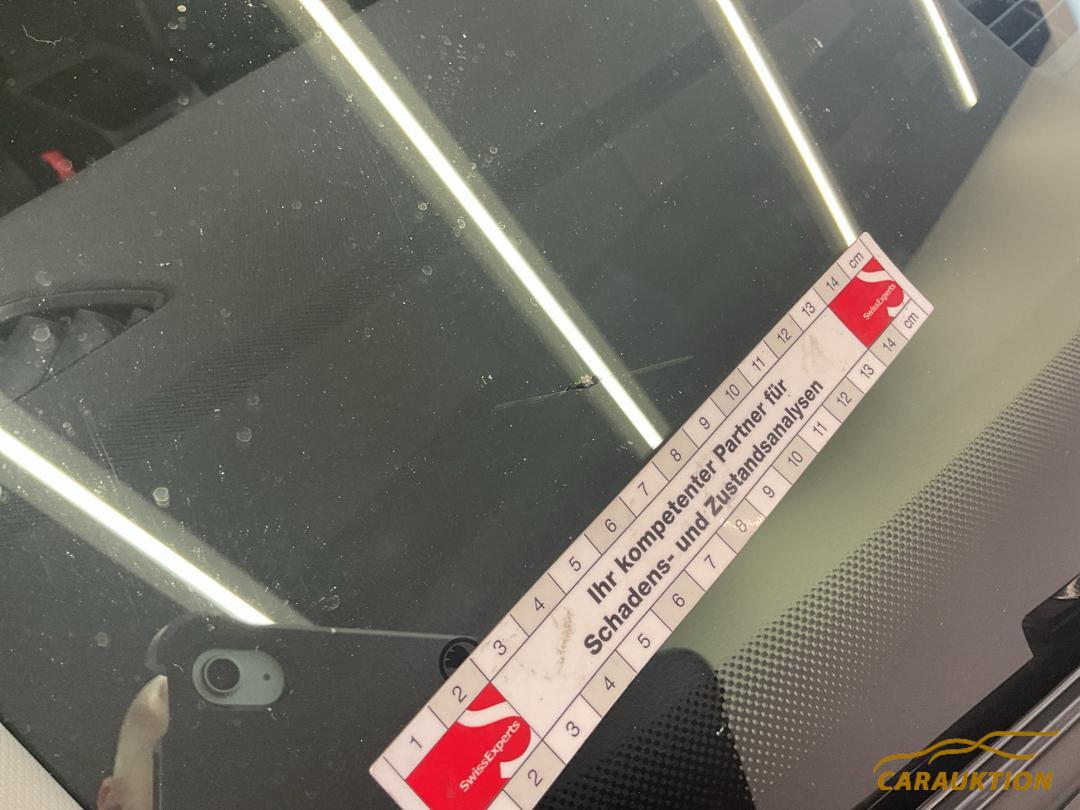 1 2 3 4 5 6 7 8 9 10 11 12 13 14 cm
SwissExperts
Ihr kompetenter Partner für
Schadens- und Zustandsanalysen
SwissExperts
2 3 4 5 6 7 8 9 10 11 12 13 14 cm
CARAUKTION